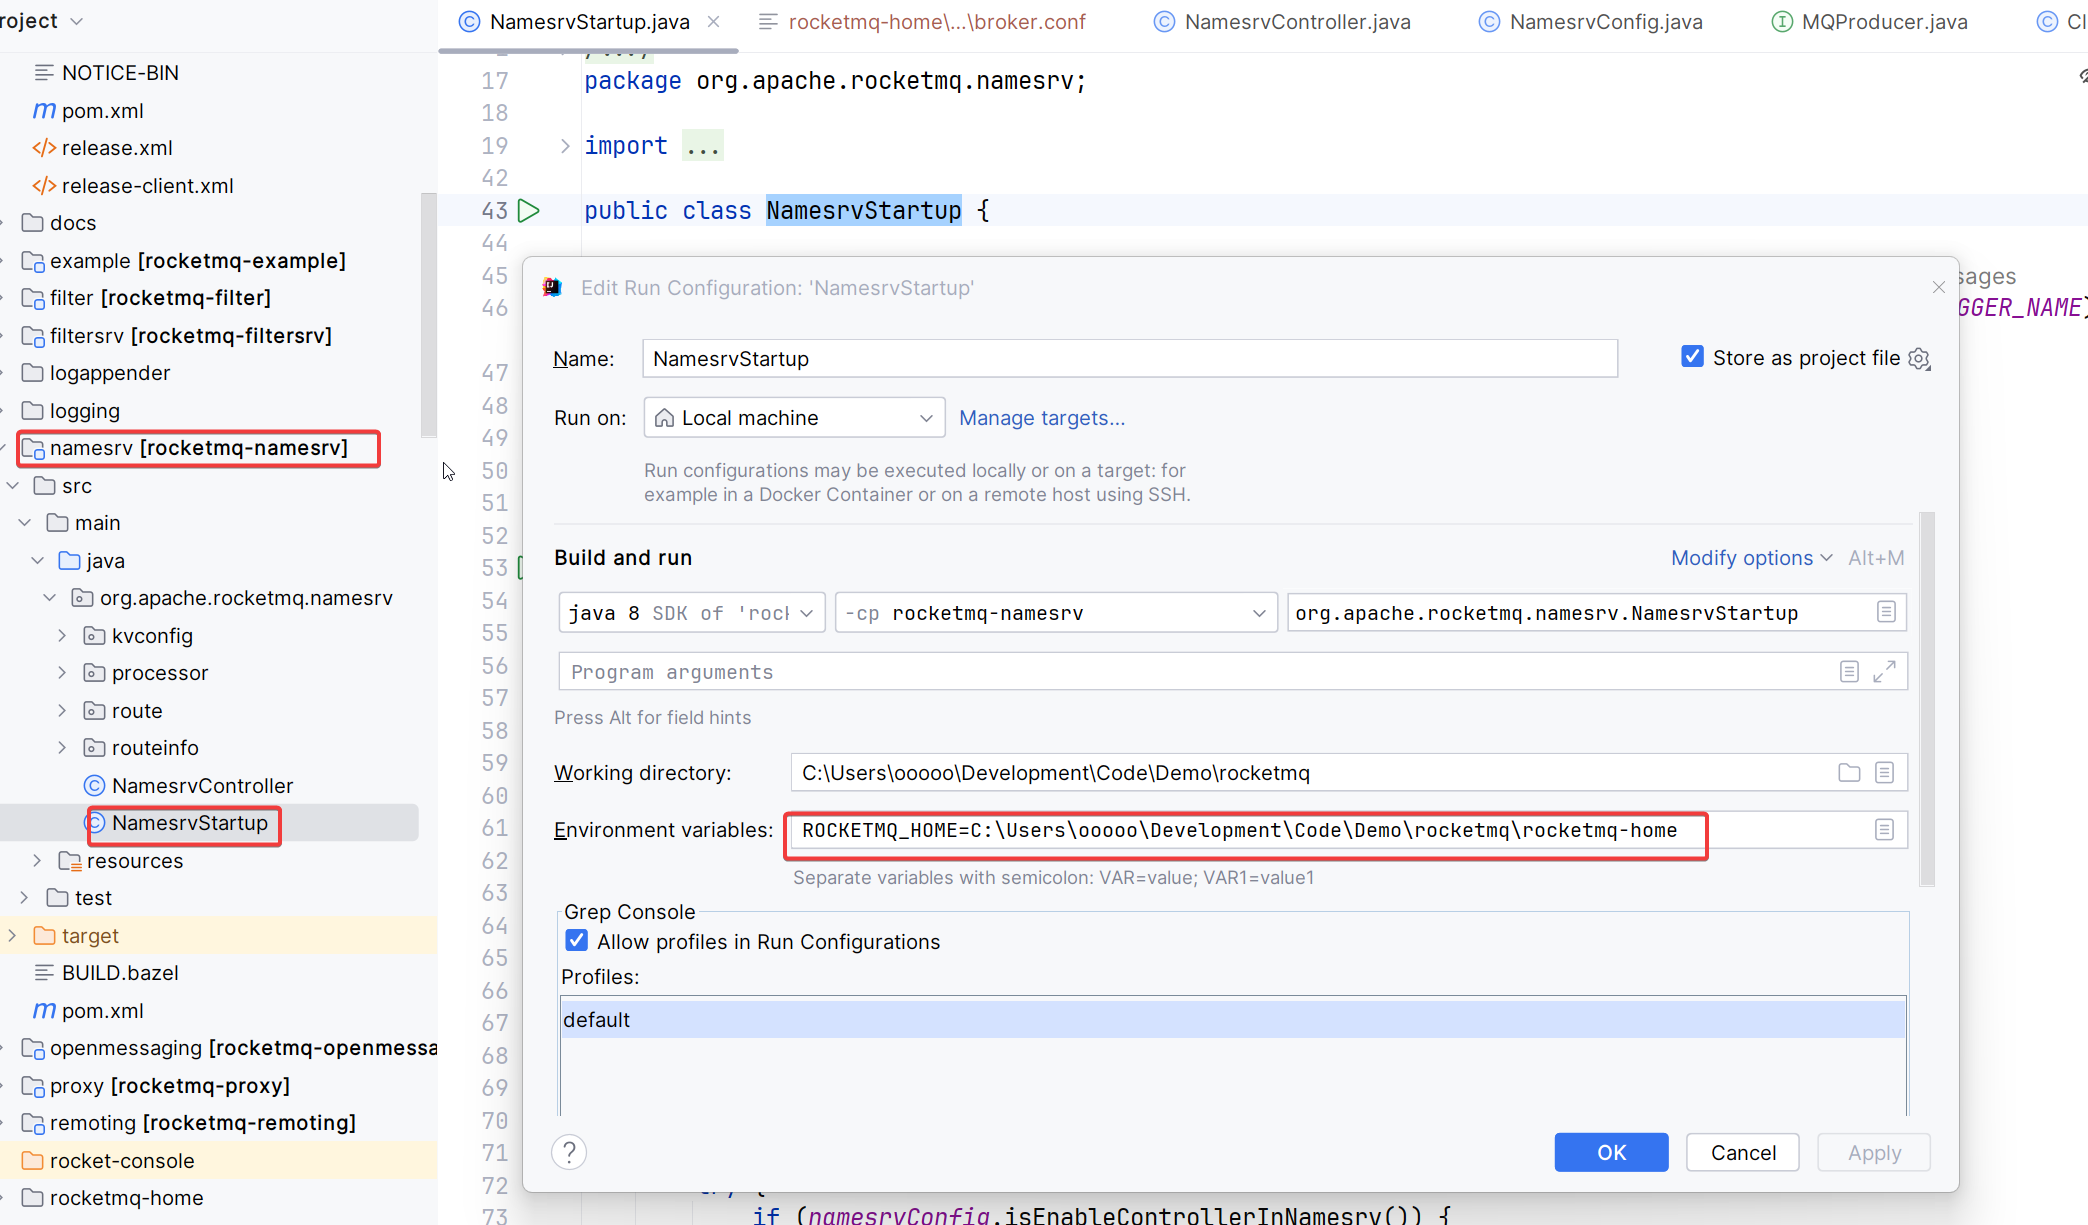 roject
NamesrvStartup.java
rocketmq-home\...\broker.conf
NamesrvController.java
NamesrvConfig.java
MQProducer.java
NOTICE-BIN
pom.xml
release.xml
release-client.xml
docs
example [rocketmq-example]
filter [rocketmq-filter]
filtersrv [rocketmq-filtersrv]
logappender
logging
namesrv [rocketmq-namesrv]
src
main
java
org.apache.rocketmq.namesrv
kvconfig
processor
route
routeinfo
NamesrvController
NamesrvStartup
resources
test
target
BUILD.bazel
pom.xml
openmessaging [rocketmq-openmessa
proxy [rocketmq-proxy]
remoting [rocketmq-remoting]
rocket-console
rocketmq-home
17 package org.apache.rocketmq.namesrv;
18
19 import ...
42
43 public class NamesrvStartup {
44
45 sages
46 GGER_NAME)
47
48
49
50
51
52
53
54
55
56
57
58
59
60
61
62
63
64
65
66
67
68
69
70
71
72 try {
73 if (namesrvConfig.isEnableControllerInNamesrv()) {
Edit Run Configuration: 'NamesrvStartup'
Name: NamesrvStartup
Store as project file
Run on: Local machine Manage targets...
Run configurations may be executed locally or on a target: for
example in a Docker Container or on a remote host using SSH.
Build and run
Modify options Alt+M
java 8 SDK of 'rock
-cp rocketmq-namesrv
org.apache.rocketmq.namesrv.NamesrvStartup
Program arguments
Press Alt for field hints
Working directory: C:\Users\ooooo\Development\Code\Demo\rocketmq
Environment variables: ROCKETMQ_HOME=C:\Users\ooooo\Development\Code\Demo\rocketmq\rocketmq-home
Separate variables with semicolon: VAR=value; VAR1=value1
Grep Console
Allow profiles in Run Configurations
Profiles:
default
?
OK
Cancel
Apply